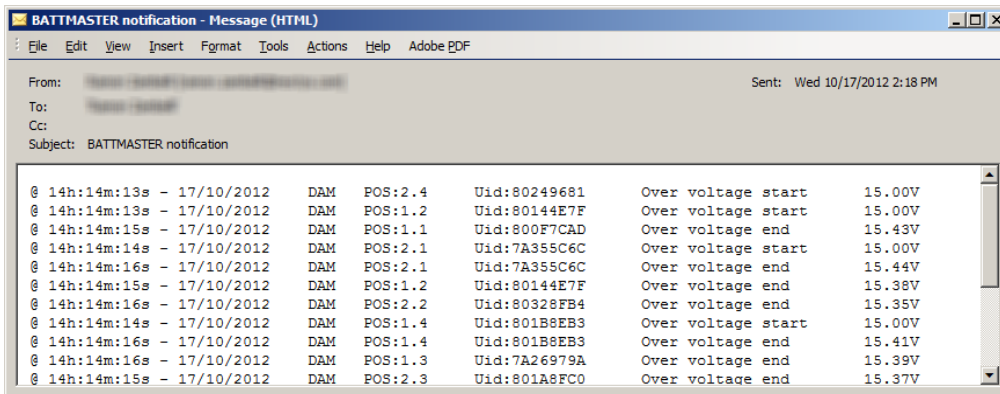 BATTMASTER notification - Message (HTML)
File Edit View Insert Format Tools Actions Help Adobe PDF
From: Sent: Wed 10/17/2012 2:18 PM
To:
Cc:
Subject: BATTMASTER notification
@ 14h:14m:13s - 17/10/2012 DAM POS:2.4 Uid:80249681 Over voltage start 15.00V
@ 14h:14m:13s - 17/10/2012 DAM POS:1.2 Uid:80144E7F Over voltage start 15.00V
@ 14h:14m:15s - 17/10/2012 DAM POS:1.1 Uid:800F7CAD Over voltage end 15.43V
@ 14h:14m:14s - 17/10/2012 DAM POS:2.1 Uid:7A355C6C Over voltage start 15.00V
@ 14h:14m:16s - 17/10/2012 DAM POS:2.1 Uid:7A355C6C Over voltage end 15.44V
@ 14h:14m:15s - 17/10/2012 DAM POS:1.2 Uid:80144E7F Over voltage end 15.38V
@ 14h:14m:16s - 17/10/2012 DAM POS:2.2 Uid:80328FB4 Over voltage end 15.35V
@ 14h:14m:14s - 17/10/2012 DAM POS:1.4 Uid:801B8EB3 Over voltage start 15.00V
@ 14h:14m:16s - 17/10/2012 DAM POS:1.4 Uid:801B8EB3 Over voltage end 15.41V
@ 14h:14m:16s - 17/10/2012 DAM POS:1.3 Uid:7A26979A Over voltage end 15.39V
@ 14h:14m:15s - 17/10/2012 DAM POS:2.3 Uid:801A8FC0 Over voltage end 15.37V